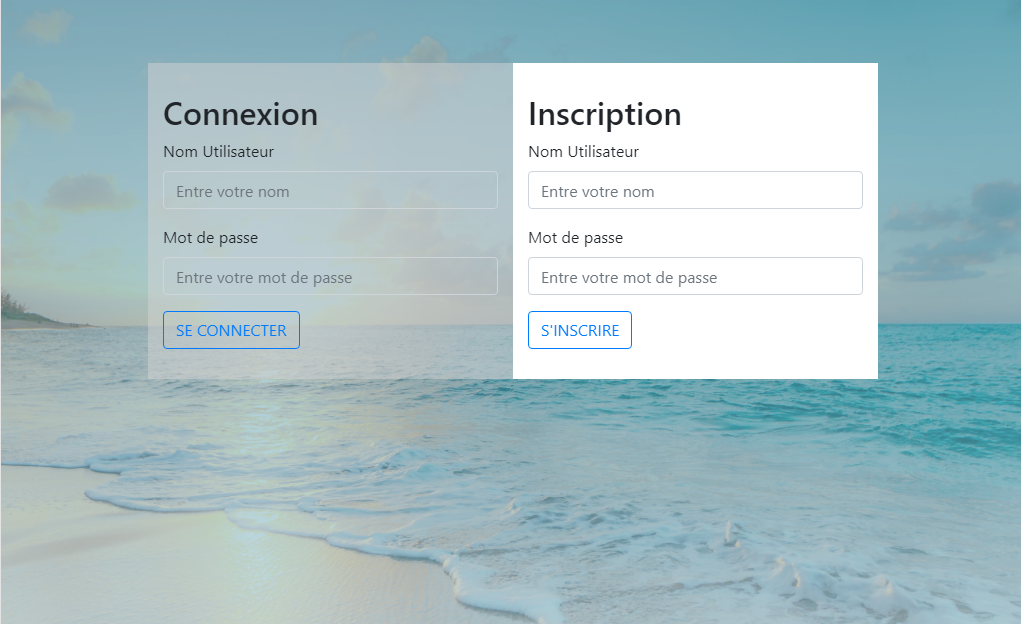 Connexion
Nom Utilisateur
Entre votre nom
Mot de passe
Entre votre mot de passe
SE CONNECTER
Inscription
Nom Utilisateur
Entre votre nom
Mot de passe
Entre votre mot de passe
S'INSCRIRE